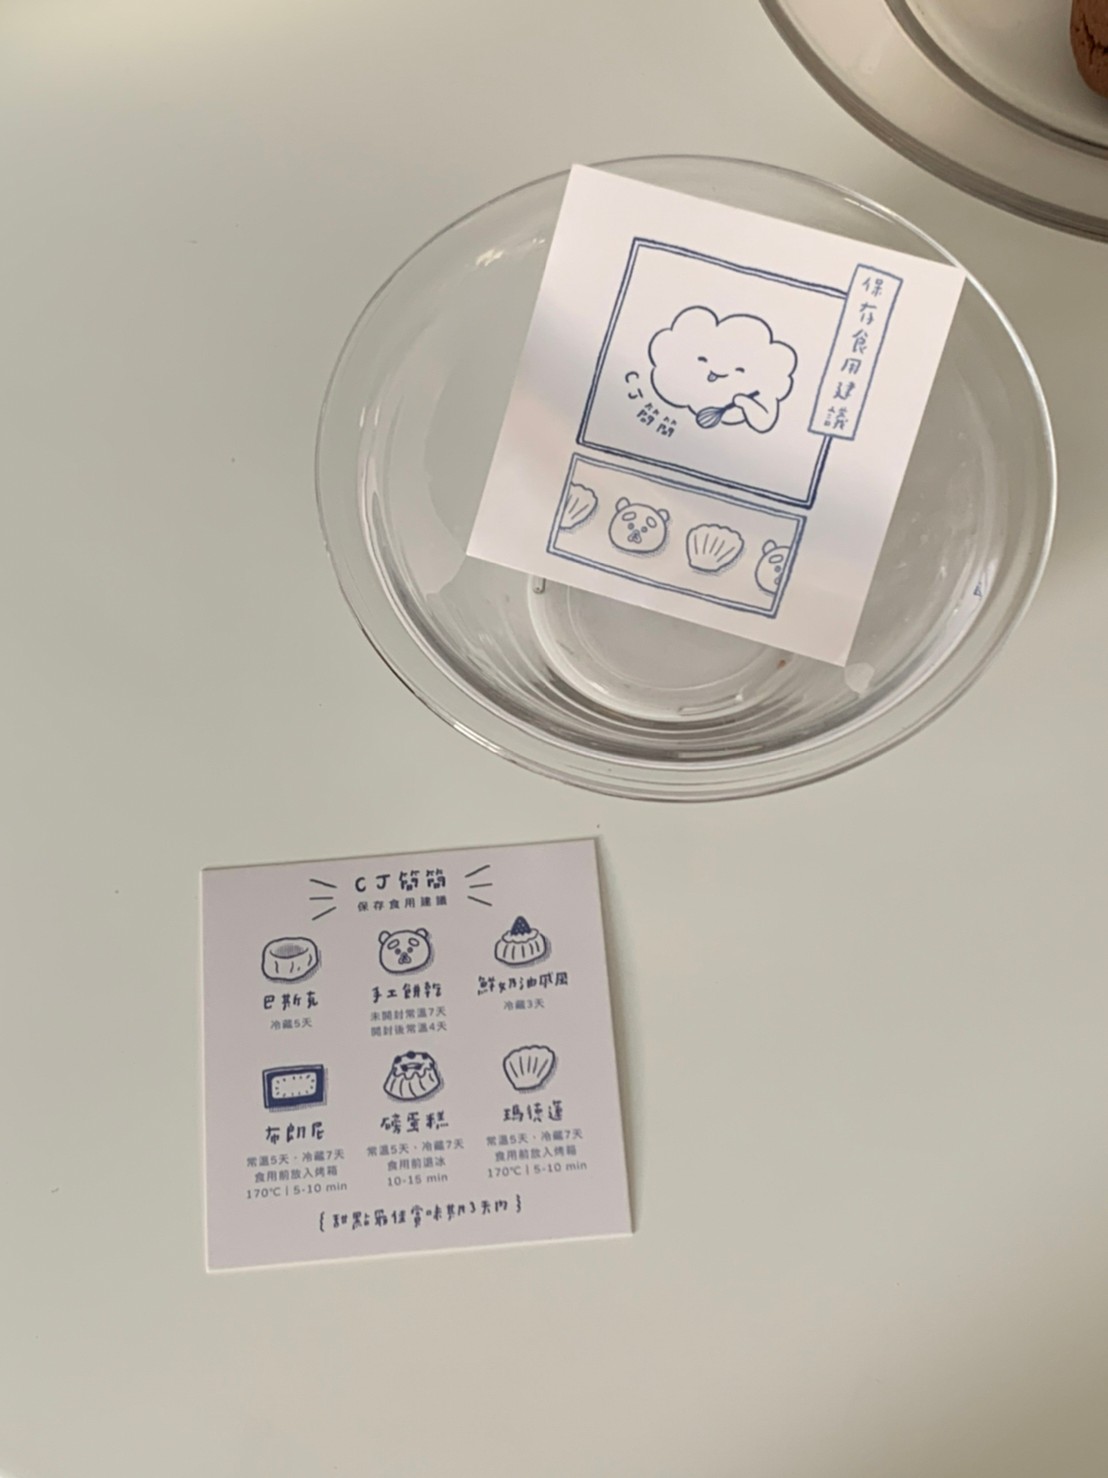 保存食用建議
CJ簡簡
CJ簡簡
保存食用建議
巴斯克
冷藏5天
手工餅乾
未開封常溫7天
開封後常溫4天
鮮奶油戚風
冷藏3天
布朗尼
常溫5天·冷藏7天
食用前放入烤箱
170℃ | 5-10 min
磅蛋糕
常溫5天·冷藏7天
食用前退冰
10-15 min
瑪德蓮
常溫5天·冷藏7天
食用前放入烤箱
170℃ | 5-10 min
{ 甜點最佳賞味期3天內 }